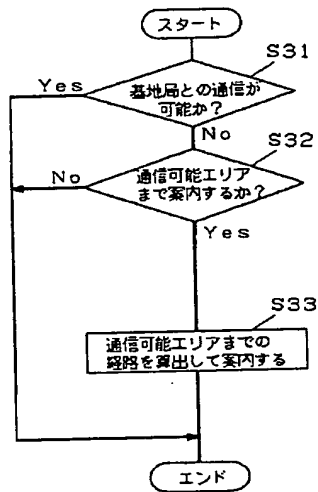 スタート
S31
Yes
基地局との通信が
可能か?
No
S32
No
通信可能エリア
まで案内するか?
Yes
S33
通信可能エリアまでの
経路を算出して案内する
エンド